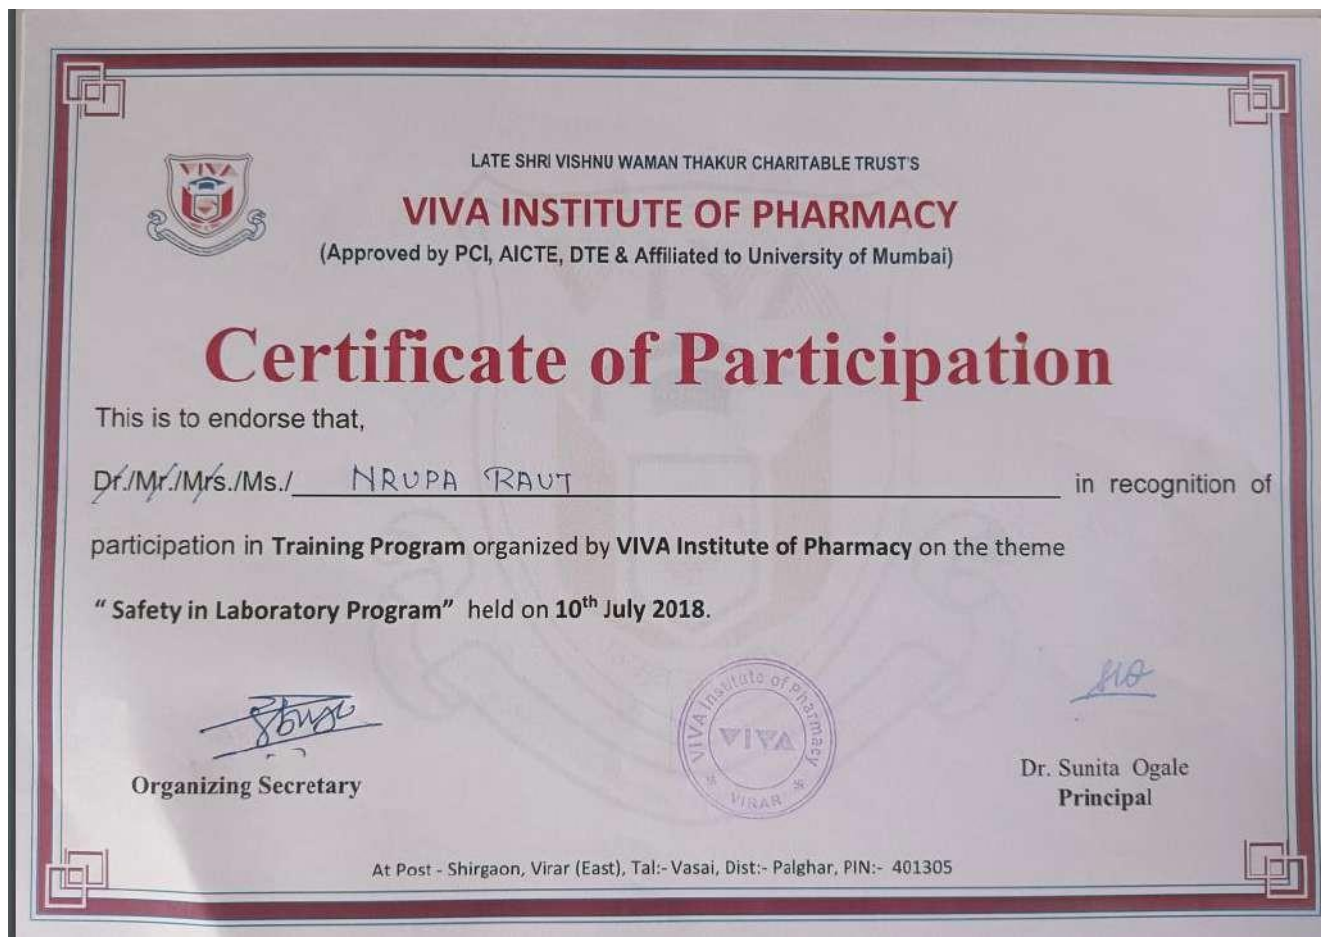 VIVA
LATE SHRI VISHNU WAMAN THAKUR CHARITABLE TRUST'S
VIVA INSTITUTE OF PHARMACY
(Approved by PCI, AICTE, DTE & Affiliated to University of Mumbai)
Certificate of Participation
This is to endorse that,
Dr./Mr./Mrs./Ms./ NRUPA RAUT in recognition of
participation in Training Program organized by VIVA Institute of Pharmacy on the theme
“ Safety in Laboratory Program” held on 10th July 2018.
VIVA Institute of Pharmacy
VIVA
* VIRAR *
Organizing Secretary
Dr. Sunita Ogale
Principal
At Post - Shirgaon, Virar (East), Tal:- Vasai, Dist:- Palghar, PIN:- 401305